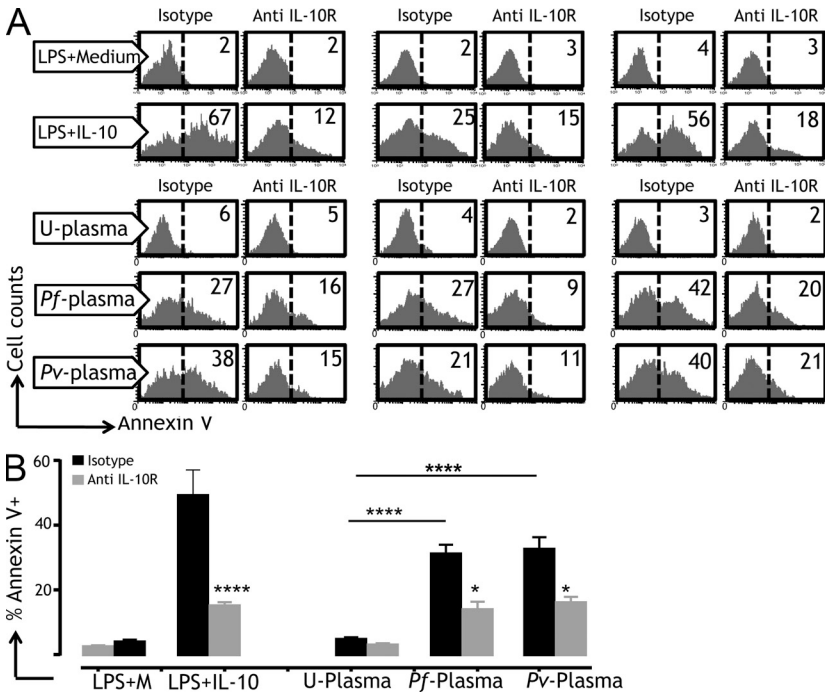 A
Isotype Anti IL-10R Isotype Anti IL-10R Isotype Anti IL-10R
LPS+Medium 2 2 2 3 4 3
LPS+IL-10 67 12 25 15 56 18
Isotype Anti IL-10R Isotype Anti IL-10R Isotype Anti IL-10R
U-plasma 6 5 4 2 3 2
Pf-plasma 27 16 27 9 42 20
Pv-plasma 38 15 21 11 40 21
Cell counts
Annexin V
B
60
Isotype
Anti IL-10R
****
****
40
% Annexin V+
****
*
*
20
LPS+M LPS+IL-10 U-Plasma Pf-Plasma Pv-Plasma